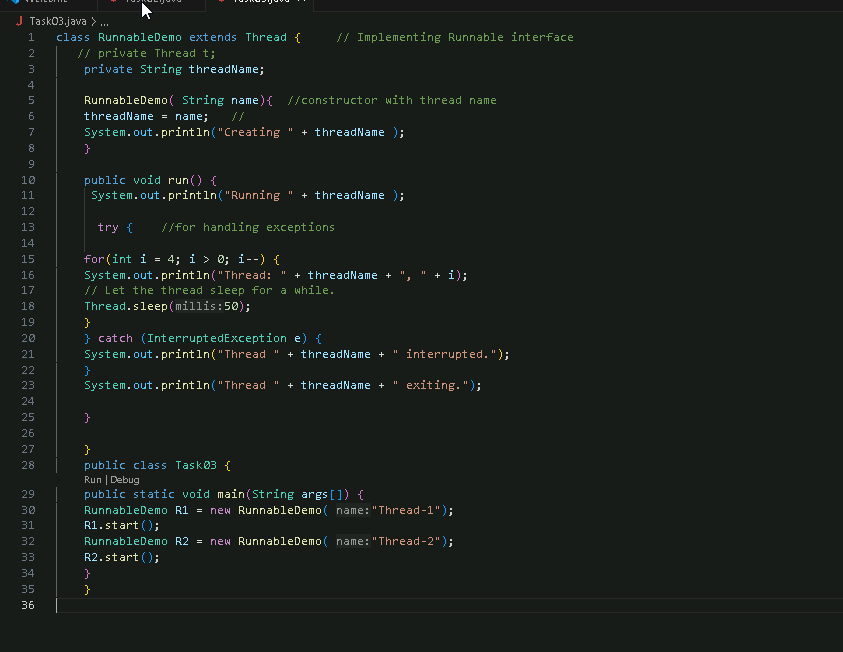 Task03.java > ...
1 class RunnableDemo extends Thread { // Implementing Runnable interface
2 // private Thread t;
3 private String threadName;
4
5 RunnableDemo( String name){ //constructor with thread name
6 threadName = name; //
7 System.out.println("Creating " + threadName );
8 }
9
10 public void run() {
11 System.out.println("Running " + threadName );
12
13 try { //for handling exceptions
14
15 for(int i = 4; i > 0; i--) {
16 System.out.println("Thread: " + threadName + ", " + i);
17 // Let the thread sleep for a while.
18 Thread.sleep(millis:50);
19 }
20 } catch (InterruptedException e) {
21 System.out.println("Thread " + threadName + " interrupted.");
22 }
23 System.out.println("Thread " + threadName + " exiting.");
24
25 }
26
27 }
28 public class Task03 {
Run | Debug
29 public static void main(String args[]) {
30 RunnableDemo R1 = new RunnableDemo( name:"Thread-1");
31 R1.start();
32 RunnableDemo R2 = new RunnableDemo( name:"Thread-2");
33 R2.start();
34 }
35 }
36